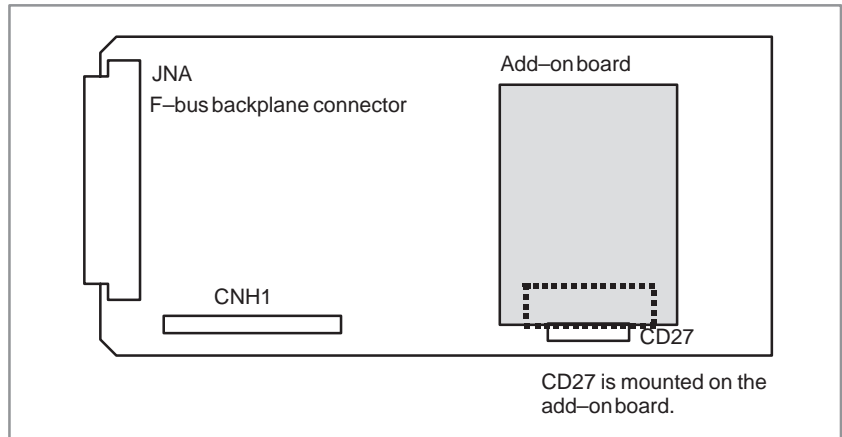 JNA
F–bus backplane connector
Add–on board
CNH1
CD27
CD27 is mounted on the
add–on board.